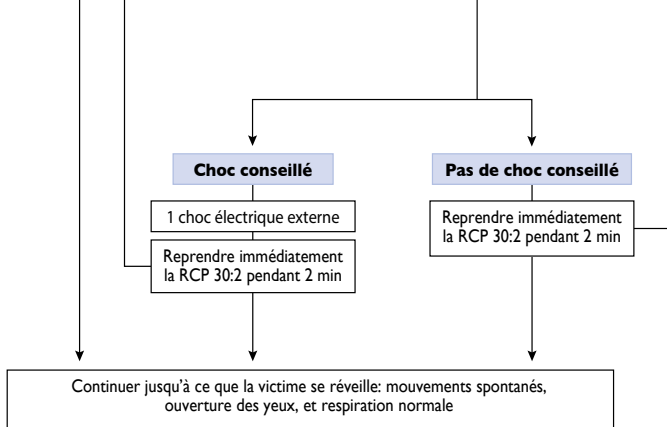 Choc conseillé
1 choc électrique externe
Reprendre immédiatement
la RCP 30:2 pendant 2 min
Pas de choc conseillé
Reprendre immédiatement
la RCP 30:2 pendant 2 min
Continuer jusqu'à ce que la victime se réveille: mouvements spontanés,
ouverture des yeux, et respiration normale